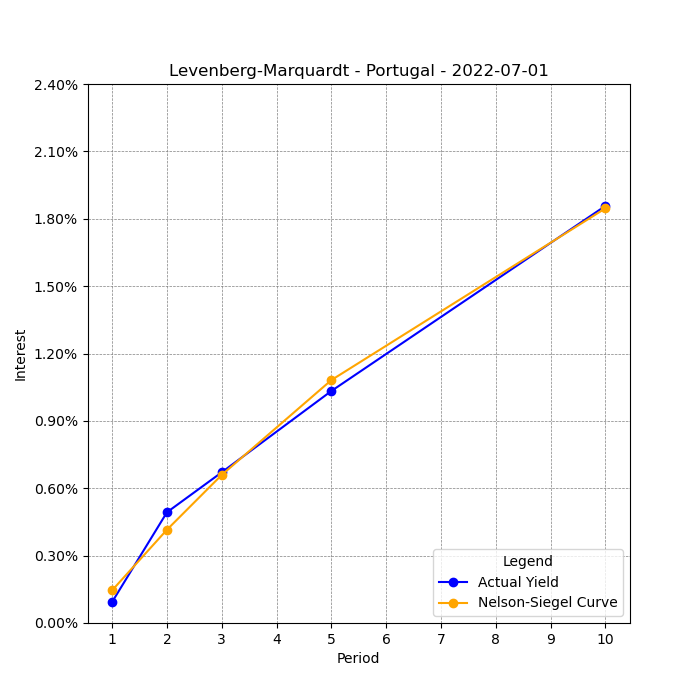 Levenberg-Marquardt - Portugal - 2022-07-01
2.40%
2.10%
1.80%
1.50%
1.20%
0.90%
0.60%
0.30%
0.00%
Interest
Legend
Actual Yield
Nelson-Siegel Curve
1 2 3 4 5 6 7 8 9 10
Period